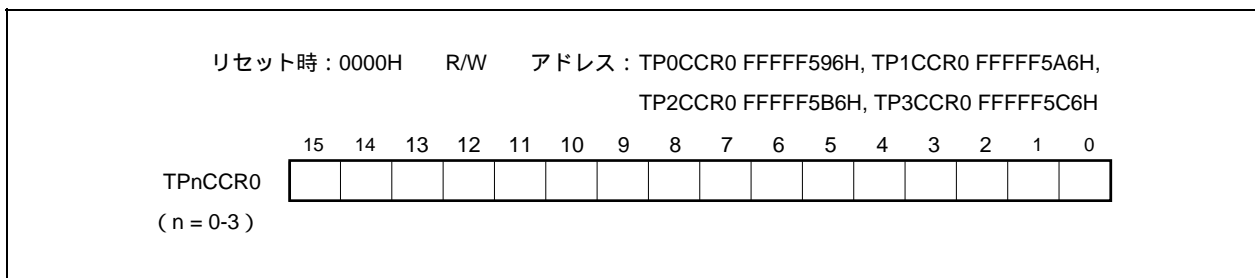 リセット時：0000H R/W アドレス：TP0CCR0 FFFFF596H, TP1CCR0 FFFFF5A6H,
TP2CCR0 FFFFF5B6H, TP3CCR0 FFFFF5C6H
15 14 13 12 11 10 9 8 7 6 5 4 3 2 1 0
TPnCCR0
（n = 0-3）